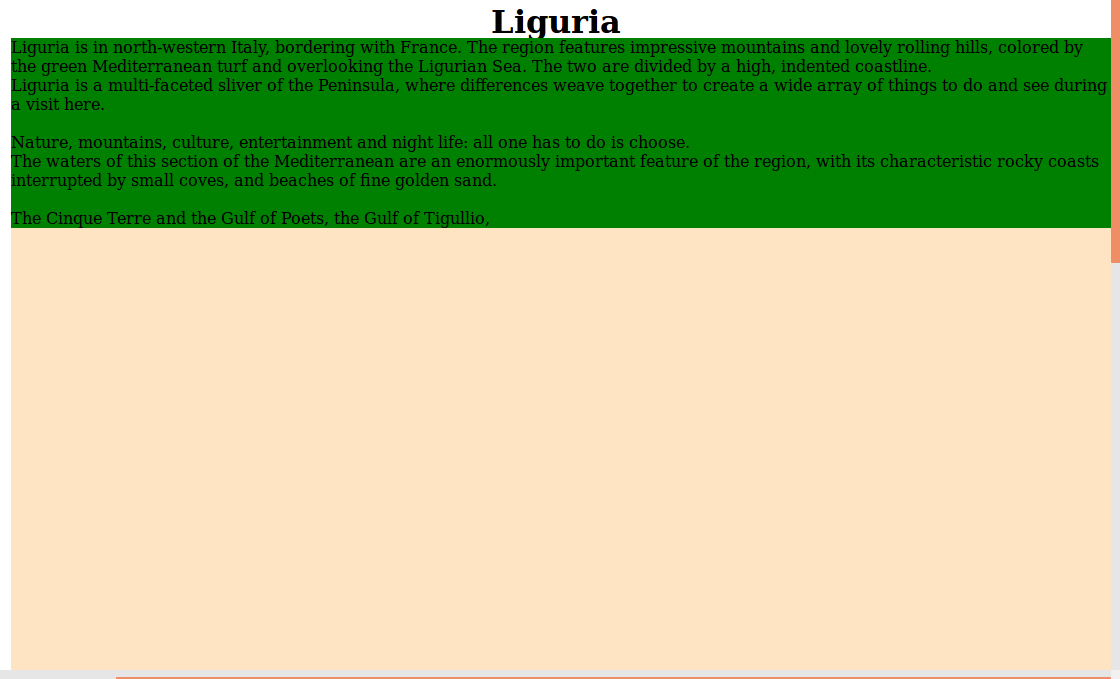 Liguria
Liguria is in north-western Italy, bordering with France. The region features impressive mountains and lovely rolling hills, colored by
the green Mediterranean turf and overlooking the Ligurian Sea. The two are divided by a high, indented coastline.
Liguria is a multi-faceted sliver of the Peninsula, where differences weave together to create a wide array of things to do and see during
a visit here.
Nature, mountains, culture, entertainment and night life: all one has to do is choose.
The waters of this section of the Mediterranean are an enormously important feature of the region, with its characteristic rocky coasts
interrupted by small coves, and beaches of fine golden sand.
The Cinque Terre and the Gulf of Poets, the Gulf of Tigullio,